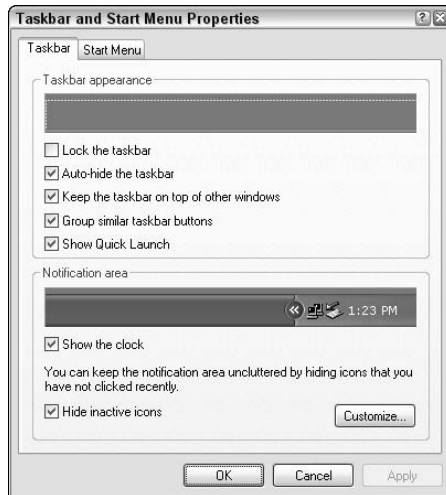 Taskbar and Start Menu Properties
Taskbar
Start Menu
Taskbar appearance
Lock the taskbar
Auto-hide the taskbar
Keep the taskbar on top of other windows
Group similar taskbar buttons
Show Quick Launch
Notification area
1:23 PM
Show the clock
You can keep the notification area uncluttered by hiding icons that you
have not clicked recently.
Hide inactive icons
Customize...
OK
Cancel
Apply